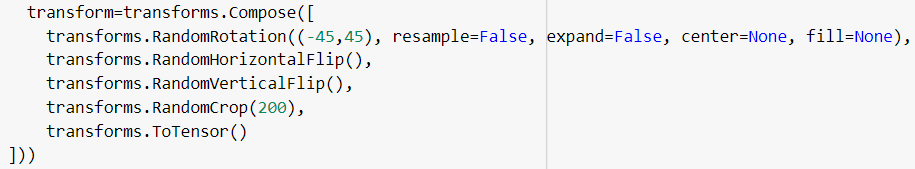 transform=transforms.Compose([
transforms.RandomRotation((-45,45), resample=False, expand=False, center=None, fill=None),
transforms.RandomHorizontalFlip(),
transforms.RandomVerticalFlip(),
transforms.RandomCrop(200),
transforms.ToTensor()
]))